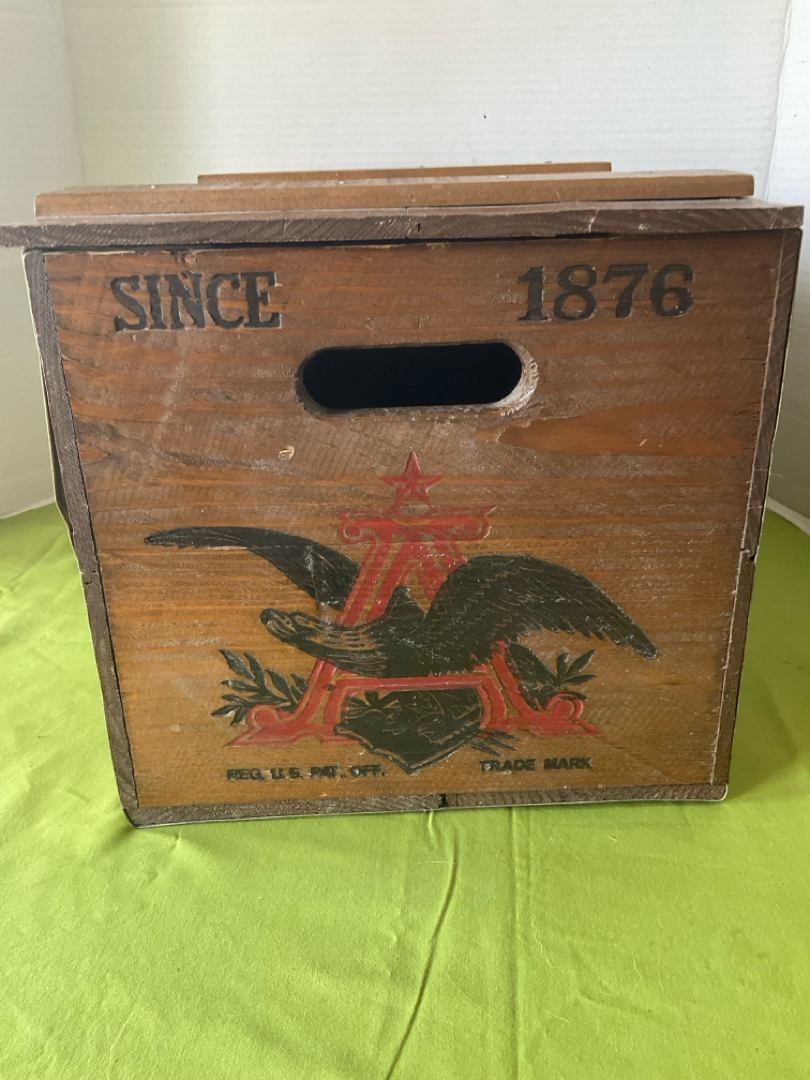 SINCE 1876
A
REG. U.S. PAT. OFF. TRADE MARK